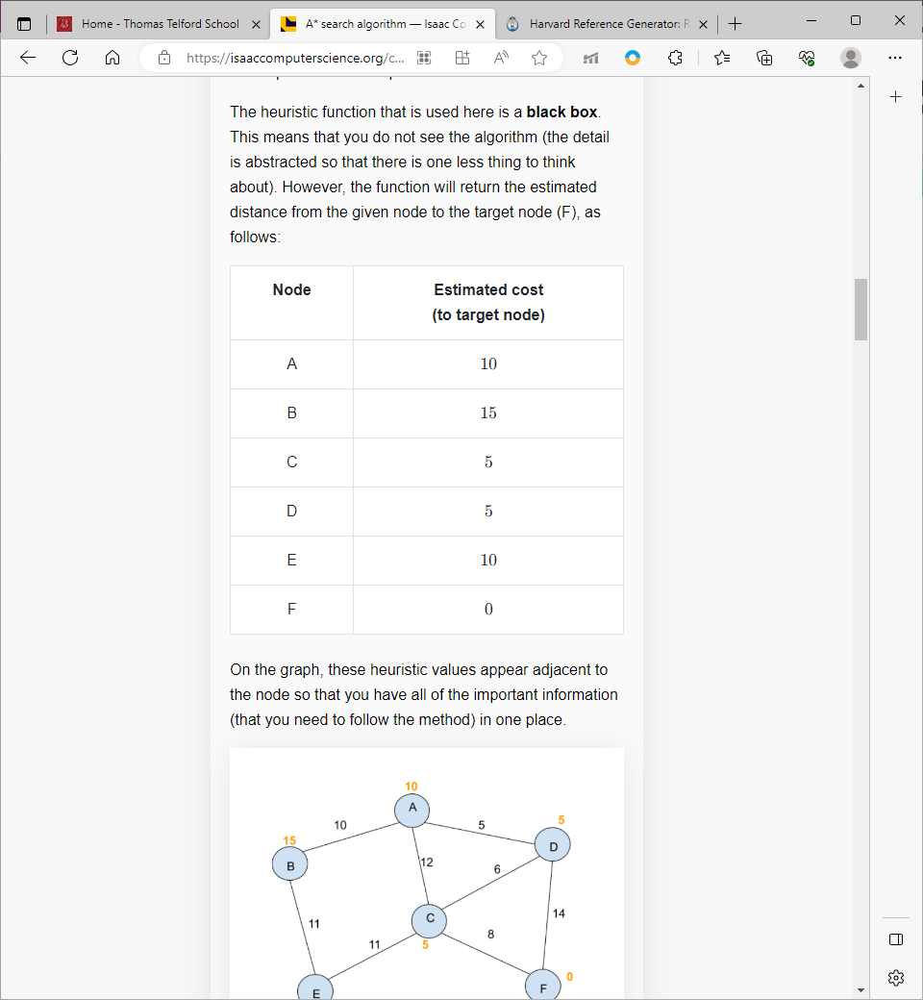 Home - Thomas Telford School
A* search algorithm — Isaac Co
Harvard Reference Generator: R
https://isaaccomputerscience.org/c...
The heuristic function that is used here is a black box.
This means that you do not see the algorithm (the detail
is abstracted so that there is one less thing to think
about). However, the function will return the estimated
distance from the given node to the target node (F), as
follows:
Node Estimated cost
(to target node)
A 10
B 15
C 5
D 5
E 10
F 0
On the graph, these heuristic values appear adjacent to
the node so that you have all of the important information
(that you need to follow the method) in one place.
10
A
10 5 5
15 D
B 12 6
C 14
11 8
11 5
0
E F